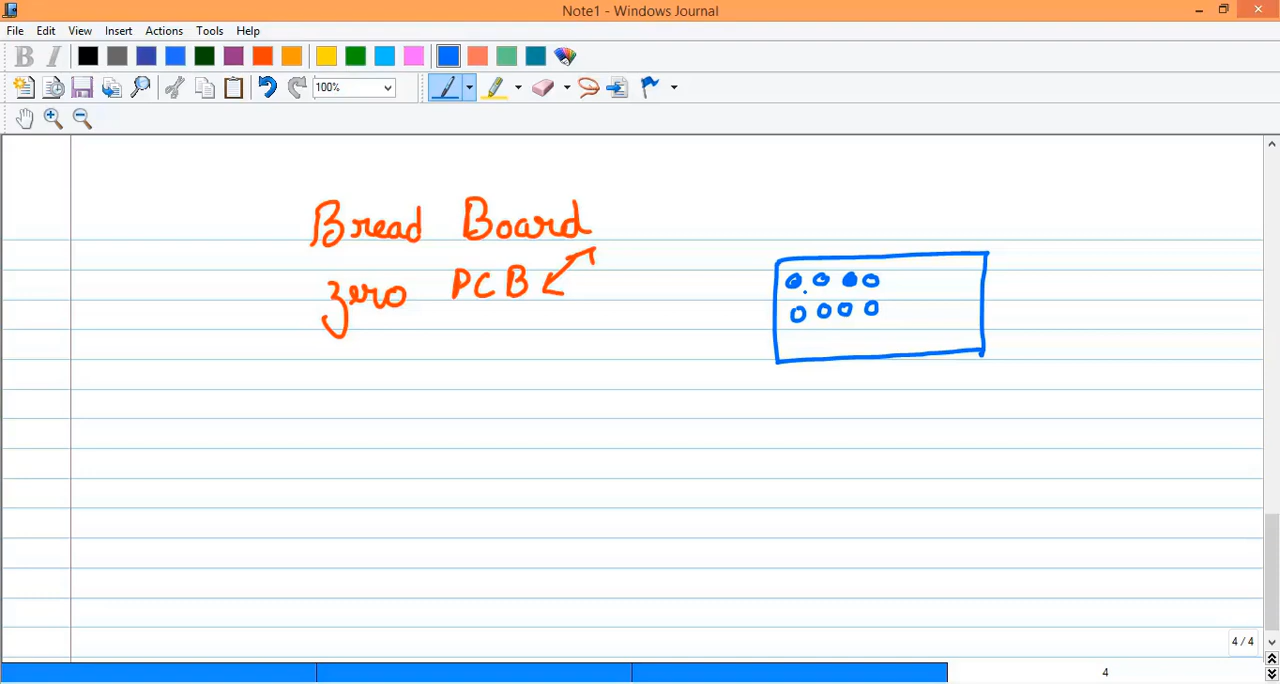 Note1 - Windows Journal
File Edit View Insert Actions Tools Help
B I
100%
Bread Board
zero PCB
4 / 4
4